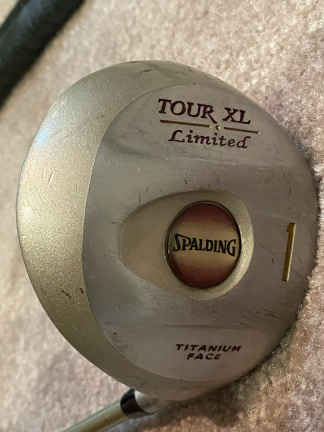 TOUR XL
Limited
SPALDING
1
TITANIUM
FACE